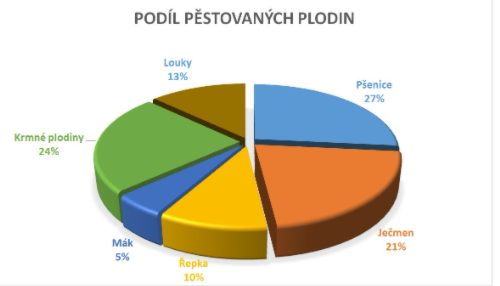 PODÍL PĚSTOVANÝCH PLODIN
Louky
13%
Pšenice
27%
Krmné plodiny
24%
Mák
5%
Řepka
10%
Ječmen
21%